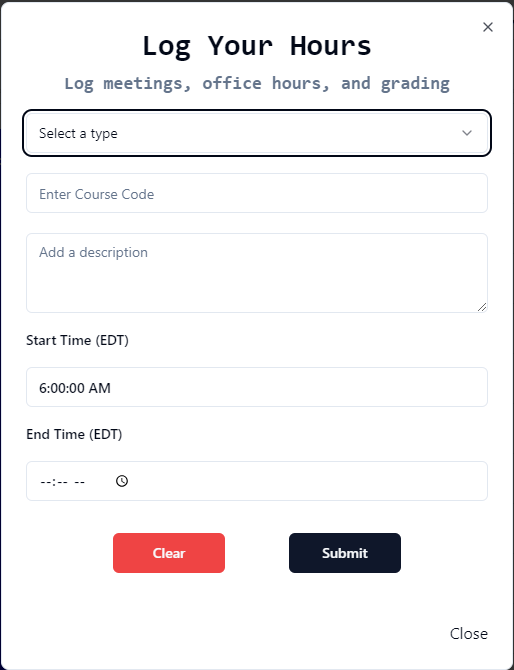 Log Your Hours
Log meetings, office hours, and grading
Select a type
Enter Course Code
Add a description
Start Time (EDT)
6:00:00 AM
End Time (EDT)
--:-- --
Clear
Submit
Close